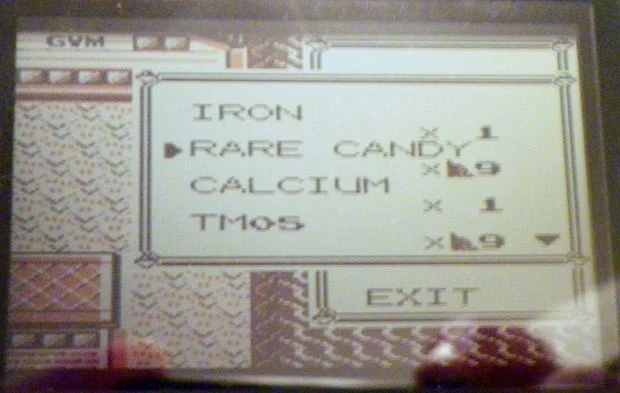 GYM
IRON
× 1
▶RARE CANDY
× 9
CALCIUM
× 1
TM05
× 9
EXIT